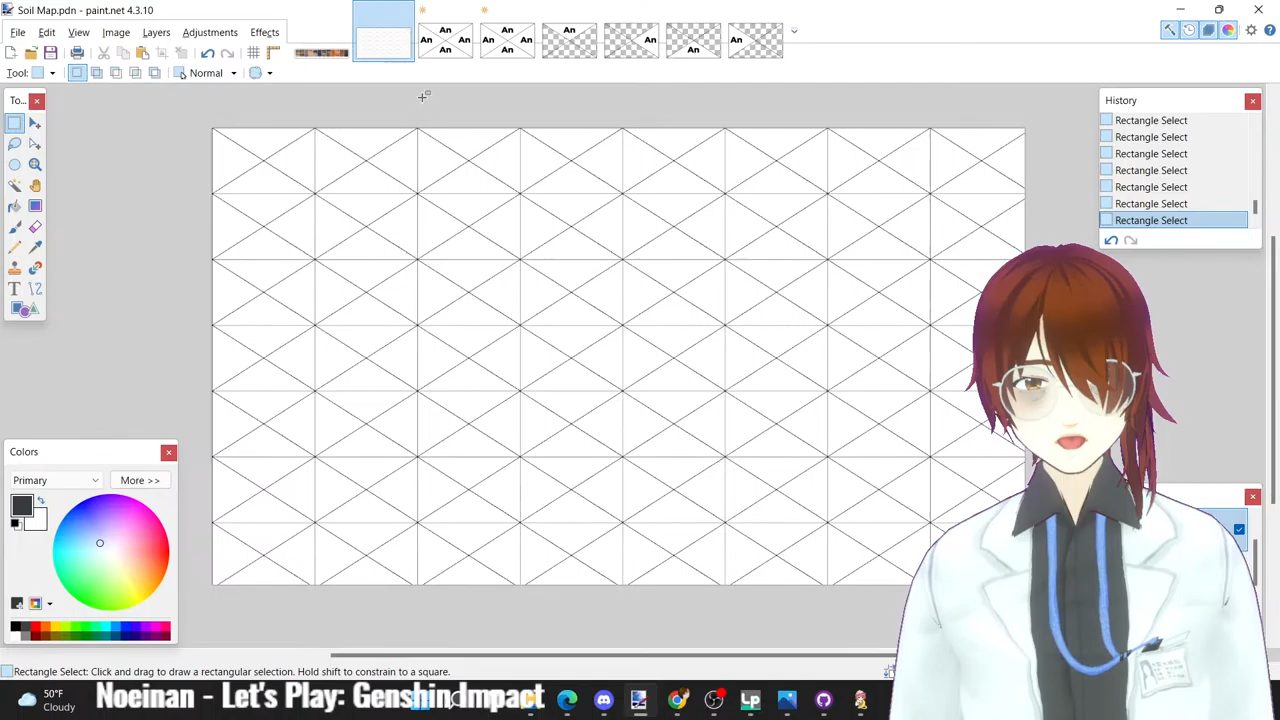 Soil Map.pdn - paint.net 4.3.10
File Edit View Image Layers Adjustments Effects
An An An An
An An An An
An
An
An
An
Tool: Normal
To...
History
Rectangle Select
Rectangle Select
Rectangle Select
Rectangle Select
Rectangle Select
Rectangle Select
Rectangle Select
Colors
Primary More >>
Rectangle Select: Click and drag to draw a rectangular selection. Hold shift to constrain to a square.
50°F
Cloudy
Noeinan - Let's Play: Genshin Impact
Lp